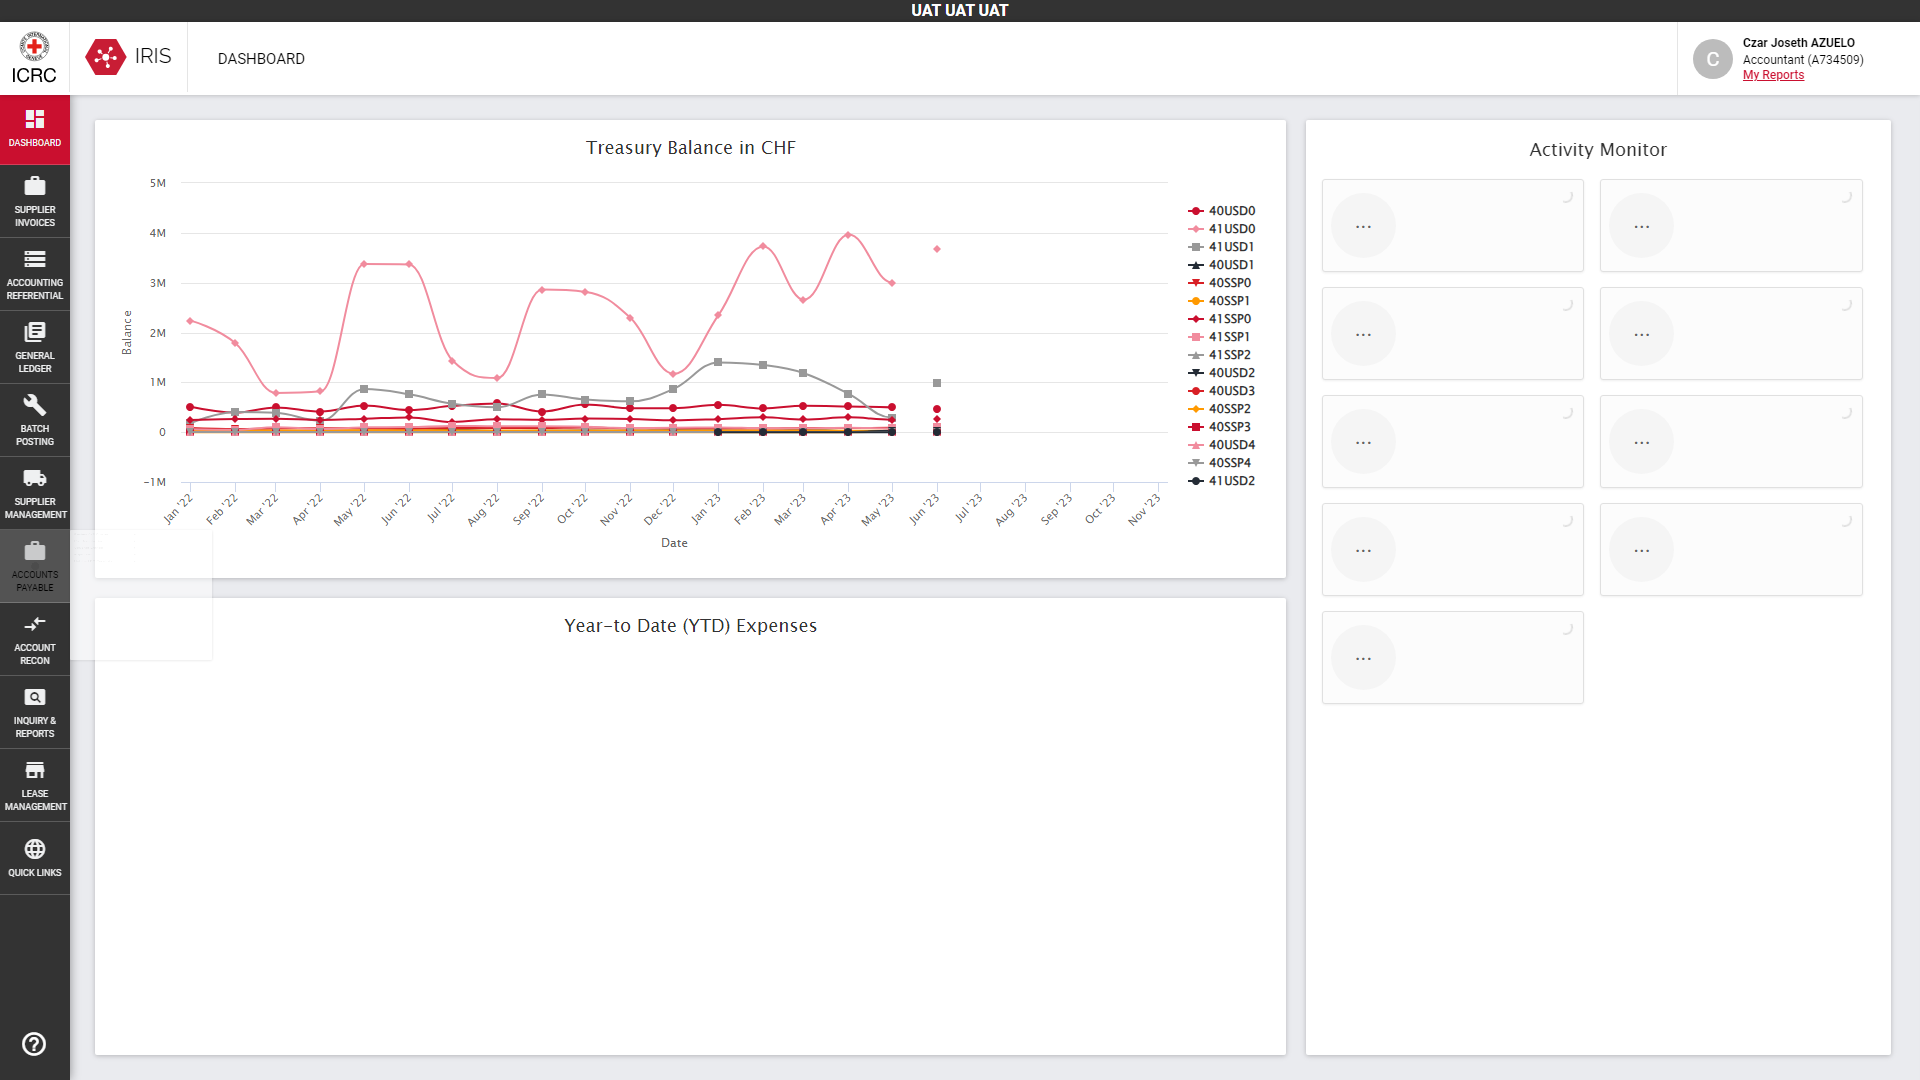 UAT UAT UAT
ICRC
IRIS
DASHBOARD
C
Czar Joseth AZUELO
Accountant (A734509)
My Reports
DASHBOARD
SUPPLIER
INVOICES
ACCOUNTING
REFERENTIAL
GENERAL
LEDGER
BATCH
POSTING
SUPPLIER
MANAGEMENT
ACCOUNTS
PAYABLE
ACCOUNT
RECON
INQUIRY &
REPORTS
LEASE
MANAGEMENT
QUICK LINKS
Treasury Balance in CHF
5M
4M
3M
2M
1M
0
-1M
Balance
Jan '22
Feb '22
Mar '22
Apr '22
May '22
Jun '22
Jul '22
Aug '22
Sep '22
Oct '22
Nov '22
Dec '22
Jan '23
Feb '23
Mar '23
Apr '23
May '23
Jun '23
Jul '23
Aug '23
Sep '23
Oct '23
Nov '23
Date
40USD0
41USD0
41USD1
40USD1
40SSP0
40SSP1
41SSP0
41SSP1
41SSP2
40USD2
40USD3
40SSP2
40SSP3
40USD4
40SSP4
41USD2
Year-to Date (YTD) Expenses
Activity Monitor
...
...
...
...
...
...
...
...
...